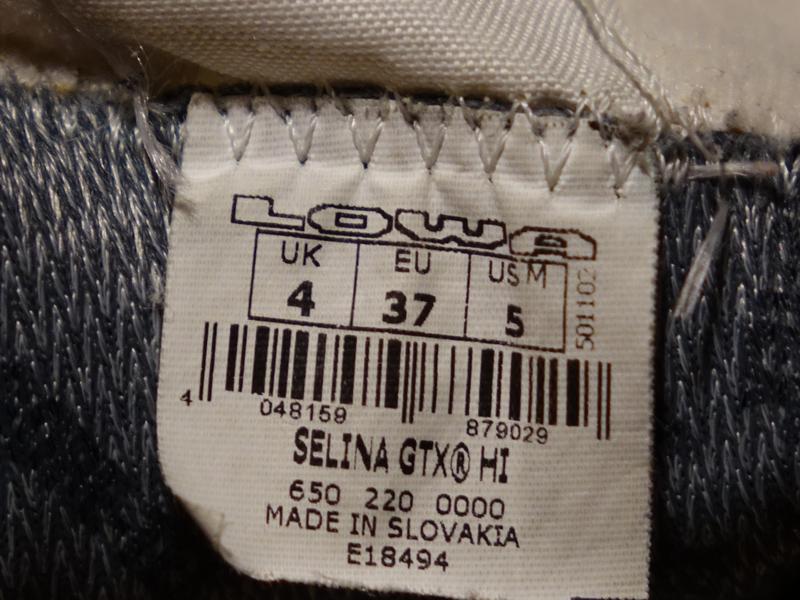 LOWA
UK EU US M
4 37 5
501102
4 048159 879029
SELINA GTX® HI
650 220 0000
MADE IN SLOVAKIA
E18494